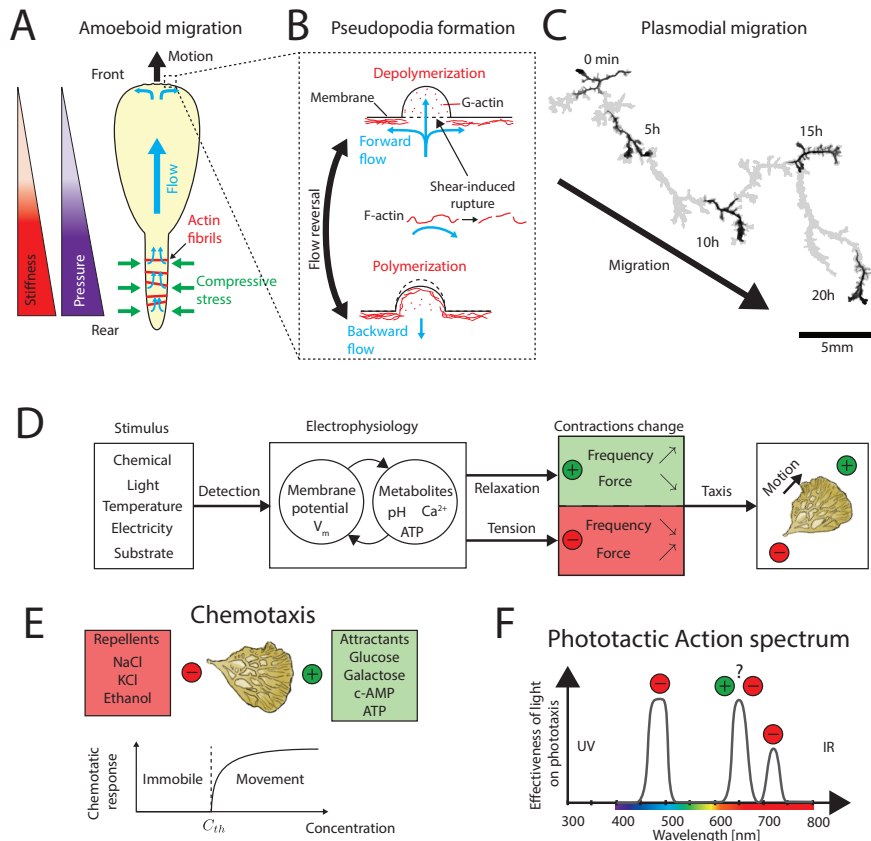 A
Amoeboid migration
Motion
Front
Flow
Actin
fibrils
Compressive
stress
Stiffness
Pressure
Rear
B
Pseudopodia formation
Depolymerization
Membrane
G-actin
Forward
flow
Shear-induced
rupture
F-actin
Flow reversal
Polymerization
Backward
flow
C
Plasmodial migration
0 min
5h
15h
10h
Migration
20h
5mm
D
Stimulus
Chemical
Light
Temperature
Electricity
Substrate
Detection
Electrophysiology
Membrane
potential
Vm
Metabolites
pH Ca2+
ATP
Relaxation
Tension
Contractions change
+
Frequency ↗
Force ↘
−
Frequency ↘
Force ↗
Taxis
Motion
+
−
E
Chemotaxis
Repellents
NaCl
KCl
Ethanol
−
+
Attractants
Glucose
Galactose
c-AMP
ATP
Chemotatic
response
Immobile
Movement
Cth
Concentration
F
Phototactic Action spectrum
Effectiveness of light
on phototaxis
UV
−
+ ? −
−
IR
300 400 500 600 700 800
Wavelength [nm]